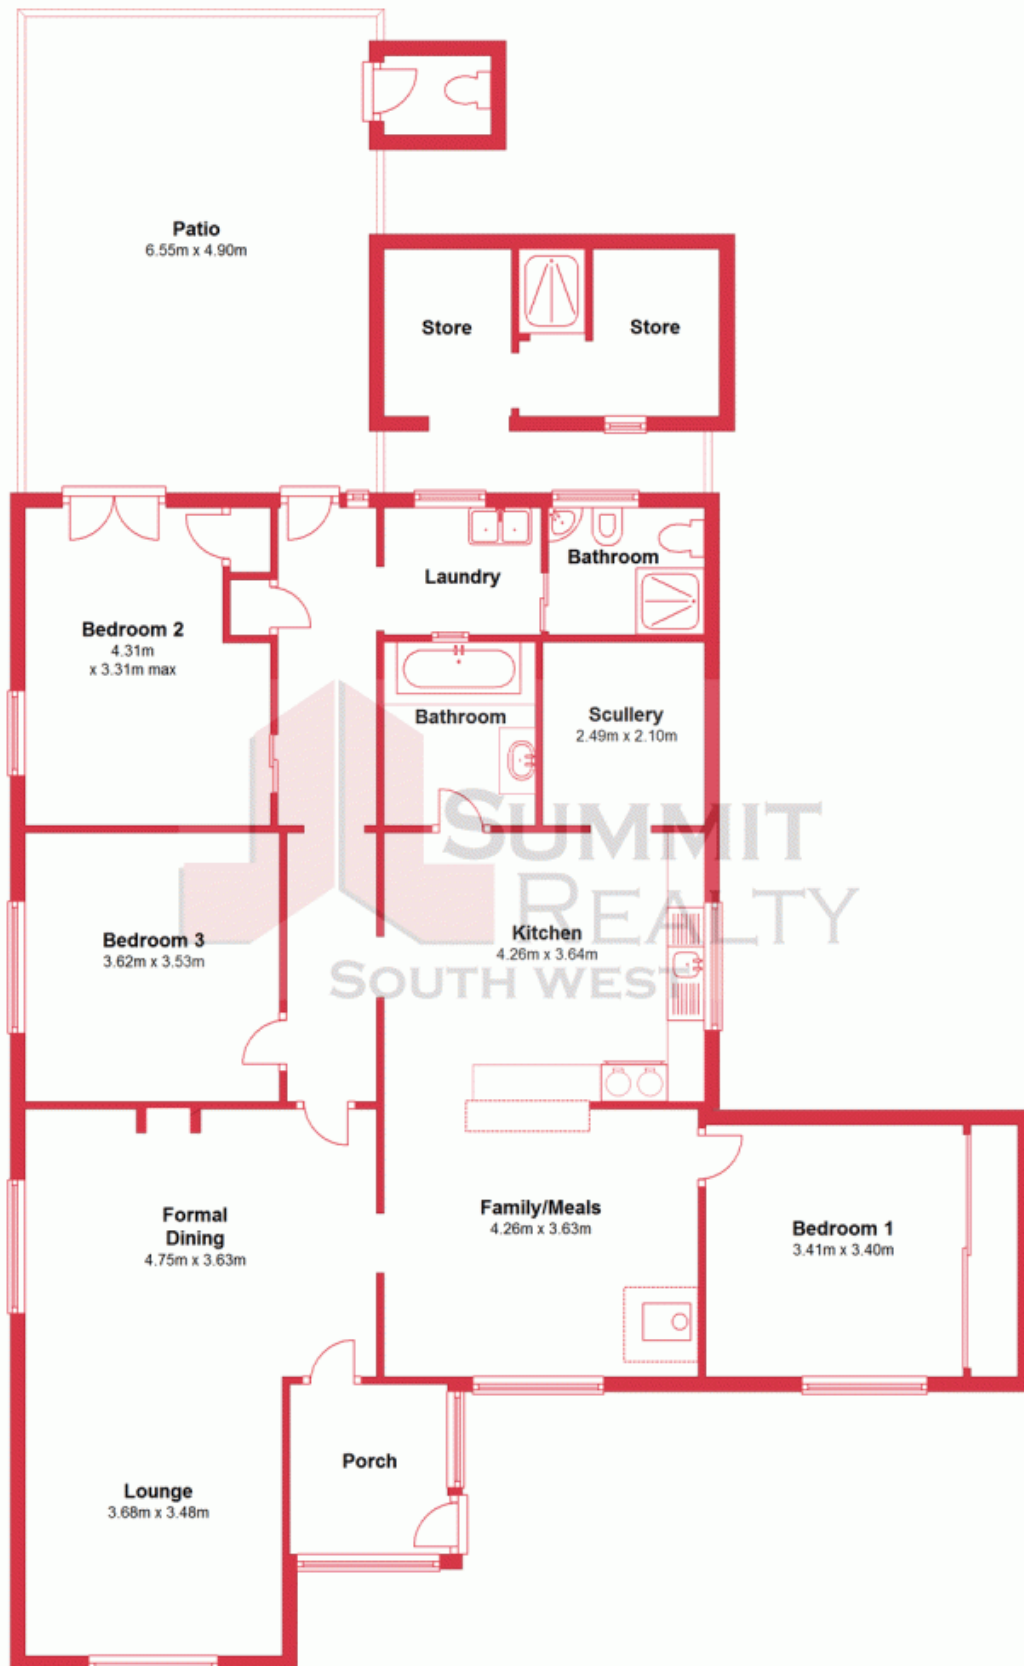 Patio
6.55m x 4.90m
Store
Store
Bathroom
Laundry
Bedroom 2
4.31m
x 3.31m max
Bathroom
Scullery
2.49m x 2.10m
SUMMIT
REALTY
SOUTH WEST
Bedroom 3
3.62m x 3.53m
Kitchen
4.26m x 3.64m
Formal
Dining
4.75m x 3.63m
Family/Meals
4.26m x 3.63m
Bedroom 1
3.41m x 3.40m
Porch
Lounge
3.68m x 3.48m